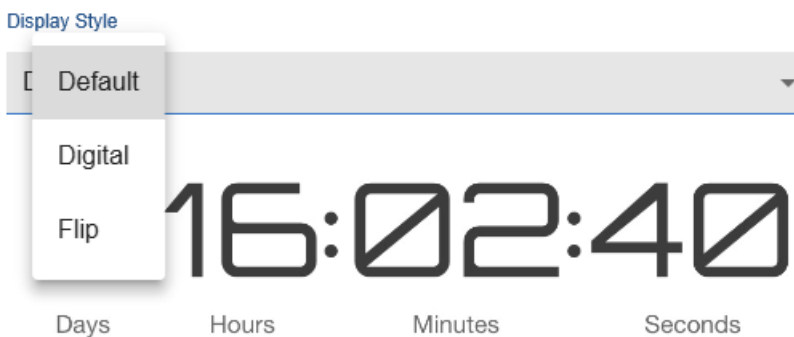 Display Style
Default
Digital
Flip
16:02:40
Days Hours Minutes Seconds